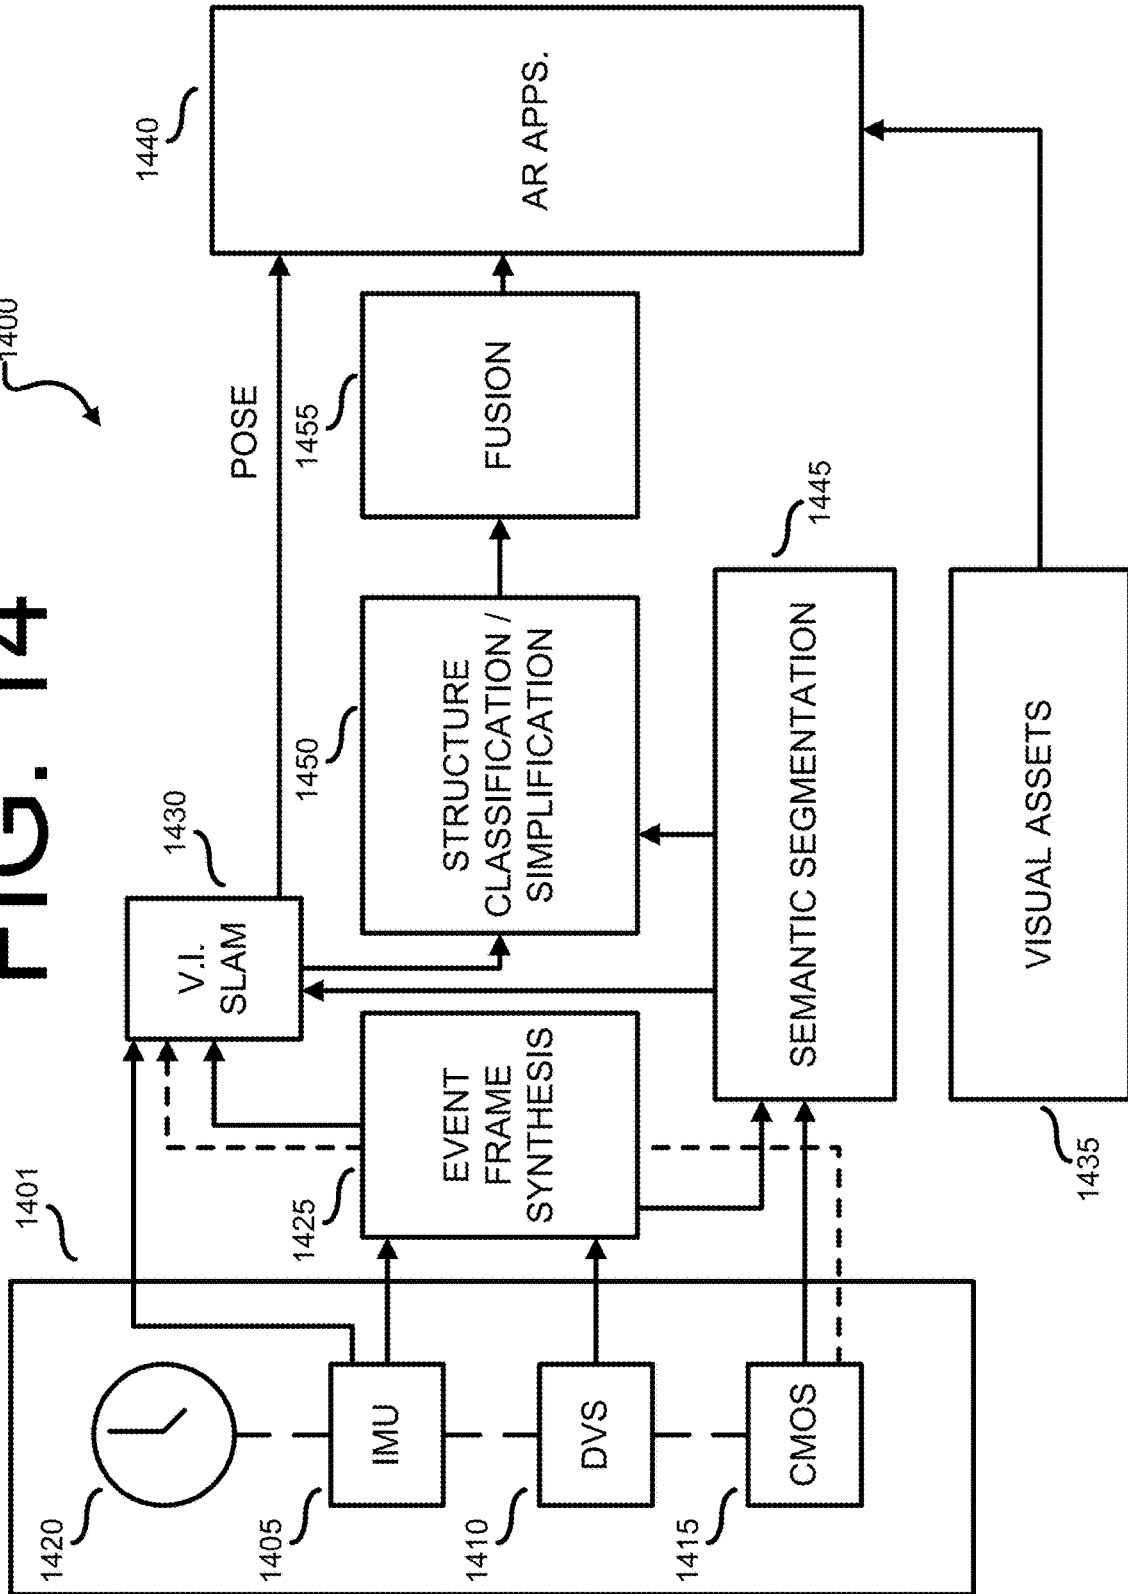 FIG. 14
1400
1401
1420
1405
IMU
1410
DVS
1415
CMOS
1425
EVENT
FRAME
SYNTHESIS
1430
V.I.
SLAM
POSE
1450
STRUCTURE
CLASSIFICATION /
SIMPLIFICATION
1455
FUSION
1440
AR APPS.
1445
SEMANTIC SEGMENTATION
1435
VISUAL ASSETS